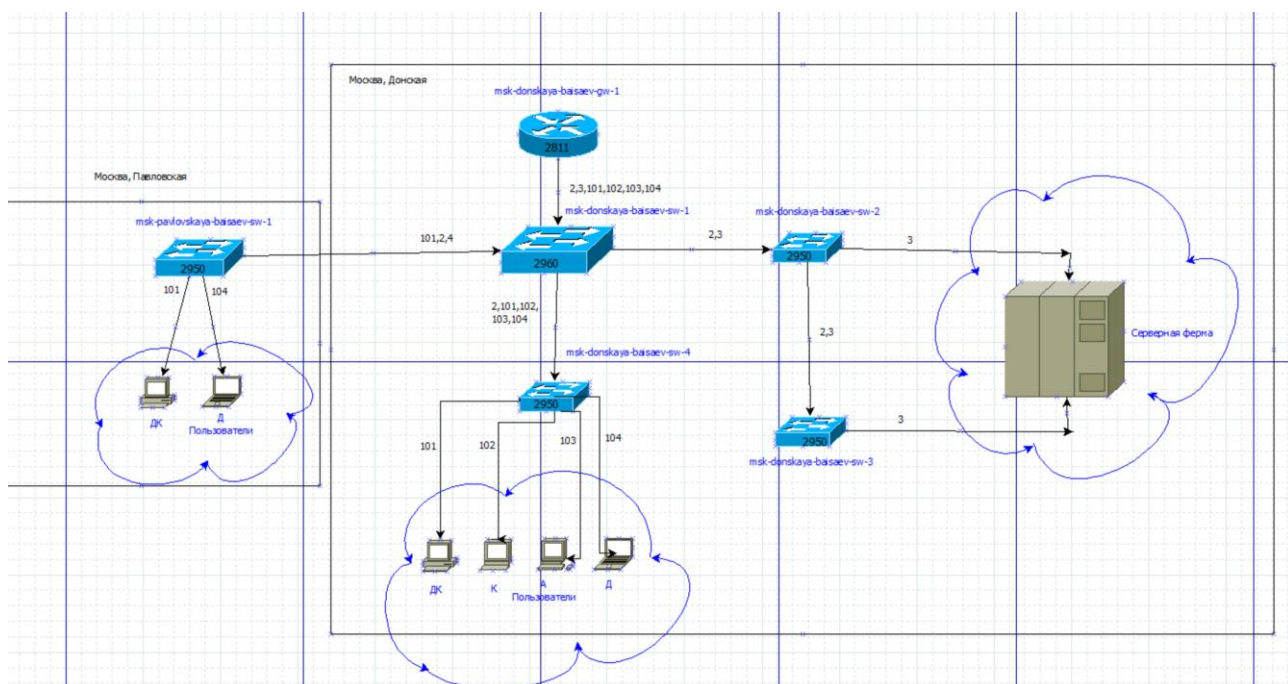 Москва, Донская
msk-donskaya-baisaev-gw-1
2811
Москва, Павловская
2,3,101,102,103,104
msk-donskaya-baisaev-sw-1
msk-donskaya-baisaev-sw-2
msk-pavlovskaya-baisaev-sw-1
101,2,4
2,3
3
2950
2960
2950
101
104
2,101,102,
103,104
2,3
Серверная ферма
msk-donskaya-baisaev-sw-4
2950
ДК
Д
Пользователи
3
101
102
103
104
2950
msk-donskaya-baisaev-sw-3
ДК
К
А
Д
Пользователи